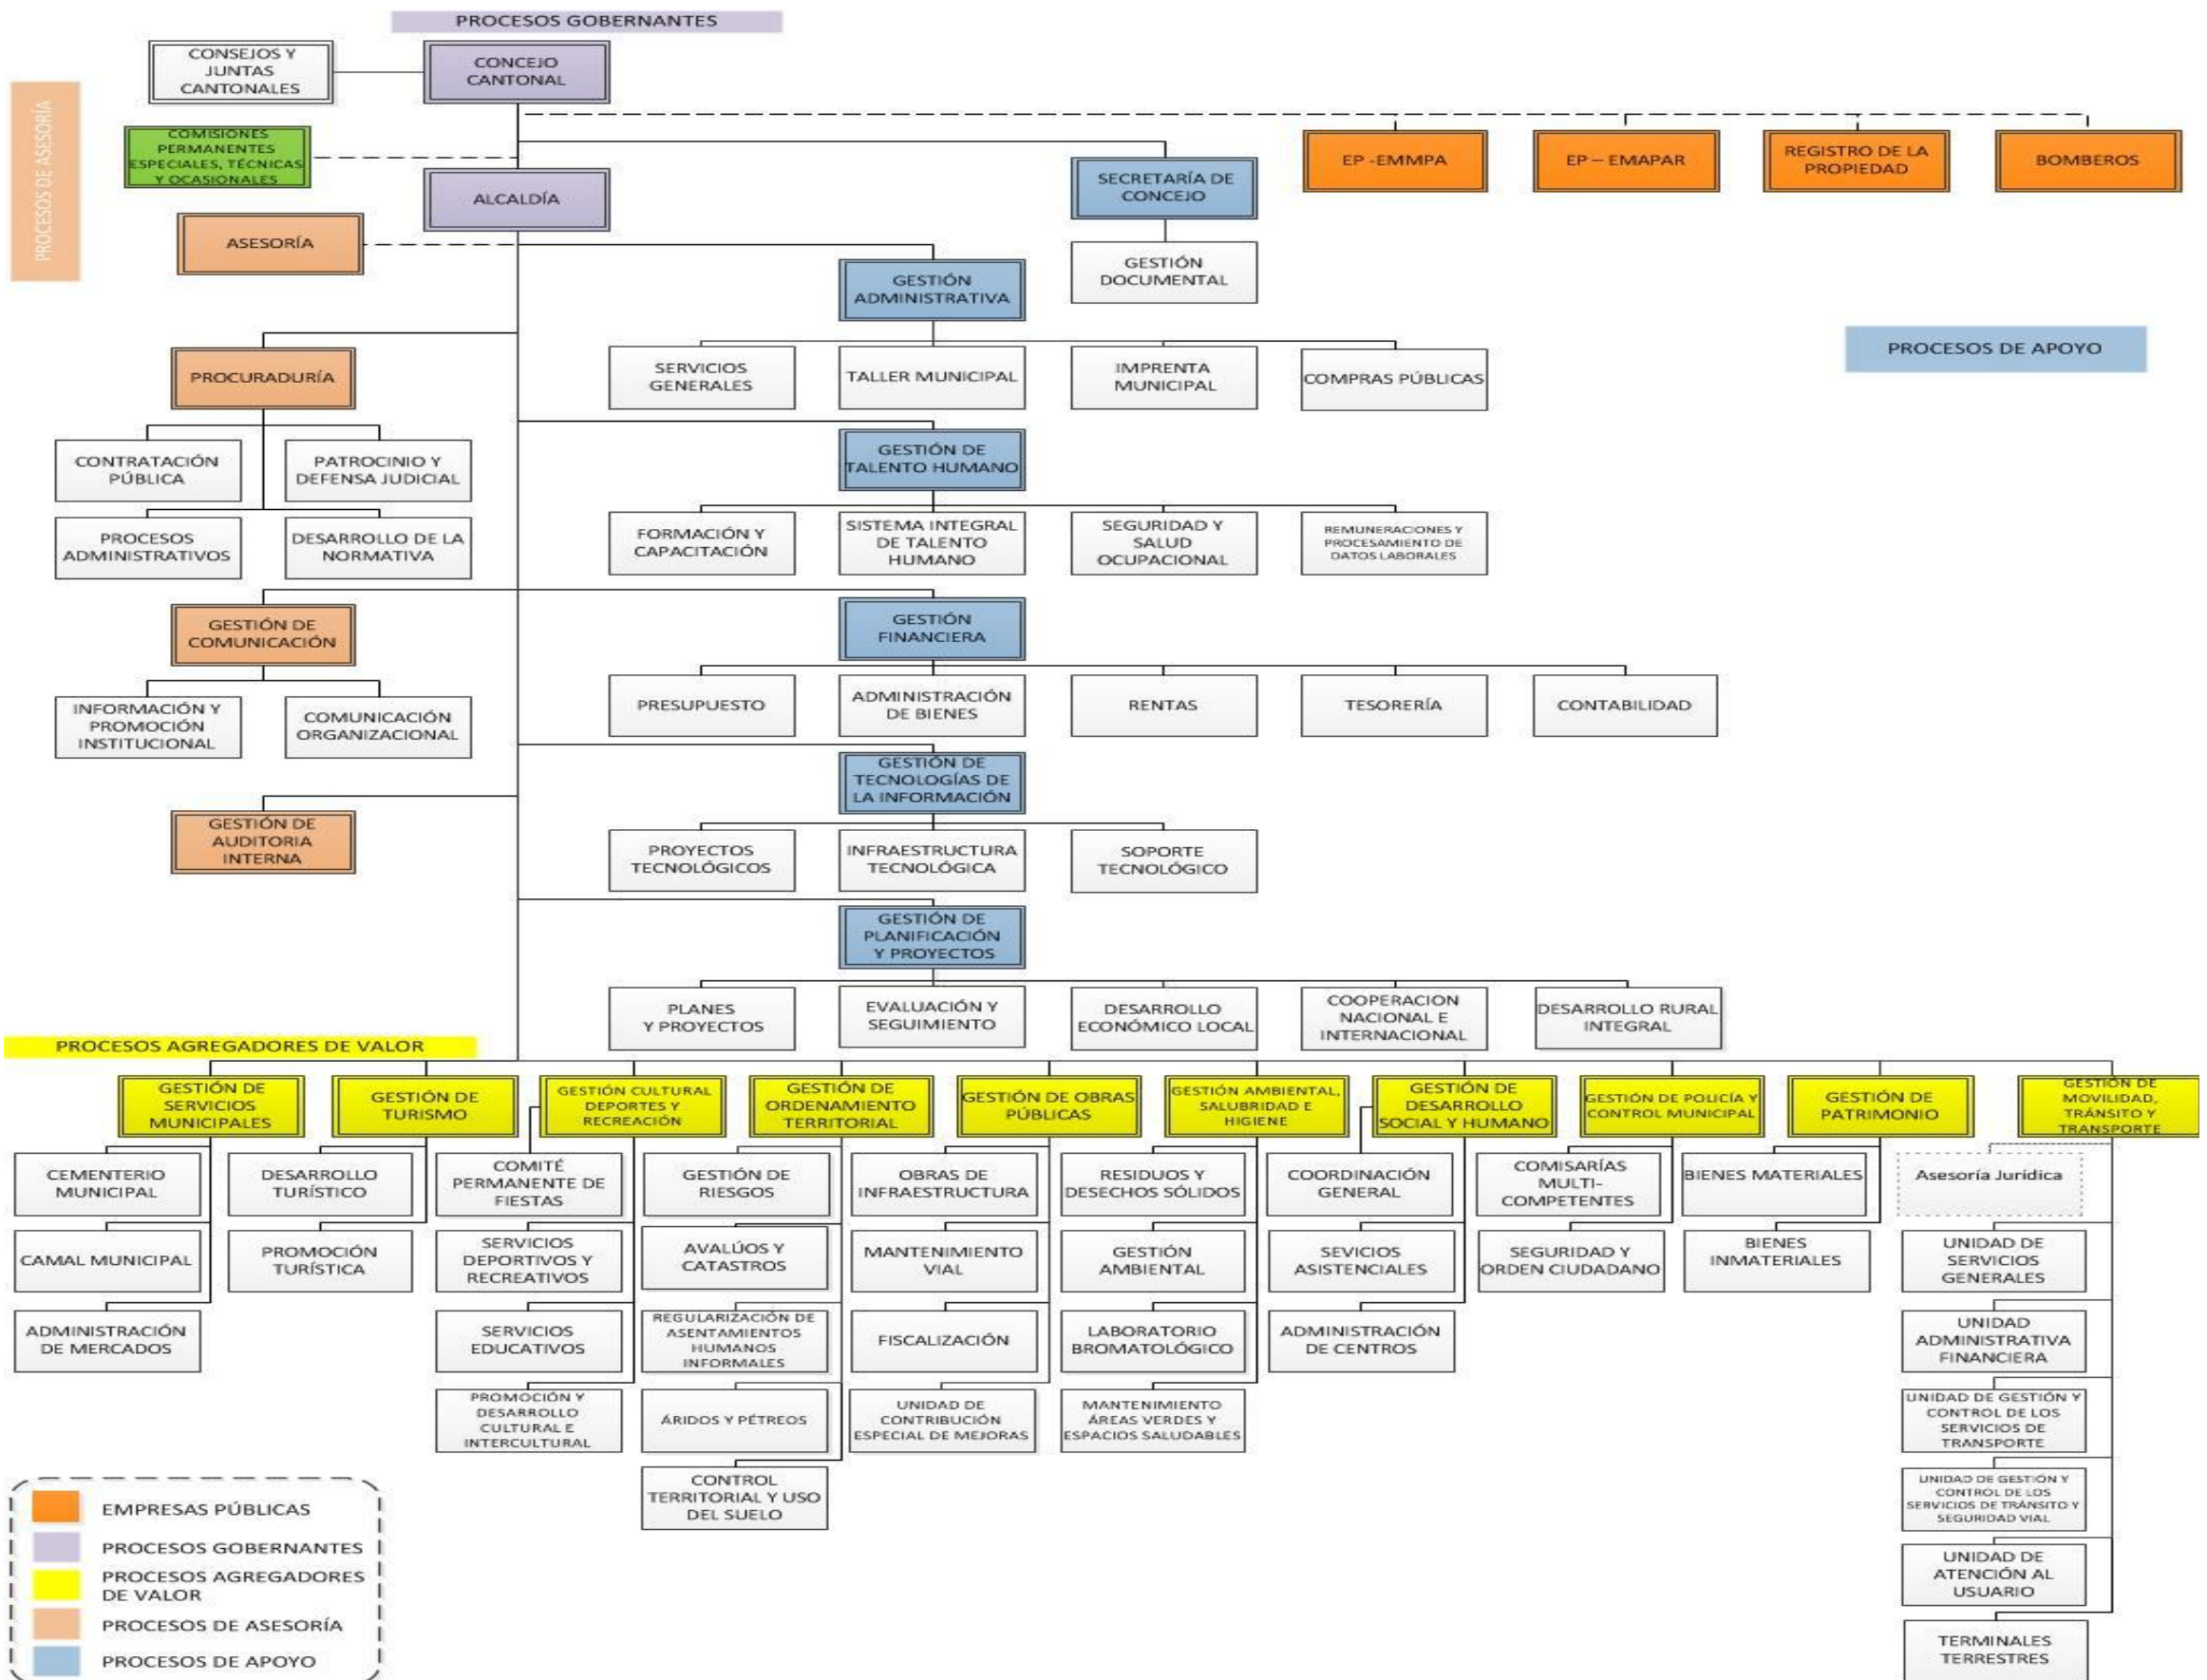 PROCESOS GOBERNANTES
CONSEJOS Y
JUNTAS
CANTONALES
CONCEJO
CANTONAL
PROCESOS DE ASESORÍA
COMISIONES
PERMANENTES
ESPECIALES, TÉCNICAS
Y OCASIONALES
EP -EMMPA
EP – EMAPAR
REGISTRO DE LA
PROPIEDAD
BOMBEROS
SECRETARÍA DE
CONCEJO
ALCALDÍA
ASESORÍA
GESTIÓN
DOCUMENTAL
GESTIÓN
ADMINISTRATIVA
PROCESOS DE APOYO
PROCURADURÍA
SERVICIOS
GENERALES
TALLER MUNICIPAL
IMPRENTA
MUNICIPAL
COMPRAS PÚBLICAS
CONTRATACIÓN
PÚBLICA
PATROCINIO Y
DEFENSA JUDICIAL
GESTIÓN DE
TALENTO HUMANO
PROCESOS
ADMINISTRATIVOS
DESARROLLO DE LA
NORMATIVA
FORMACIÓN Y
CAPACITACIÓN
SISTEMA INTEGRAL
DE TALENTO
HUMANO
SEGURIDAD Y
SALUD
OCUPACIONAL
REMUNERACIONES Y
PROCESAMIENTO DE
DATOS LABORALES
GESTIÓN DE
COMUNICACIÓN
GESTIÓN
FINANCIERA
INFORMACIÓN Y
PROMOCIÓN
INSTITUCIONAL
COMUNICACIÓN
ORGANIZACIONAL
PRESUPUESTO
ADMINISTRACIÓN
DE BIENES
RENTAS
TESORERÍA
CONTABILIDAD
GESTIÓN DE
TECNOLOGÍAS DE
LA INFORMACIÓN
GESTIÓN DE
AUDITORIA
INTERNA
PROYECTOS
TECNOLÓGICOS
INFRAESTRUCTURA
TECNOLÓGICA
SOPORTE
TECNOLÓGICO
GESTIÓN DE
PLANIFICACIÓN
Y PROYECTOS
PLANES
Y PROYECTOS
EVALUACIÓN Y
SEGUIMIENTO
DESARROLLO
ECONÓMICO LOCAL
COOPERACION
NACIONAL E
INTERNACIONAL
DESARROLLO RURAL
INTEGRAL
PROCESOS AGREGADORES DE VALOR
GESTIÓN DE
SERVICIOS
MUNICIPALES
GESTIÓN DE
TURISMO
GESTIÓN CULTURAL
DEPORTES Y
RECREACIÓN
GESTIÓN DE
ORDENAMIENTO
TERRITORIAL
GESTIÓN DE OBRAS
PÚBLICAS
GESTIÓN AMBIENTAL,
SALUBRIDAD E
HIGIENE
GESTIÓN DE
DESARROLLO
SOCIAL Y HUMANO
GESTIÓN DE POLICÍA Y
CONTROL MUNICIPAL
GESTIÓN DE
PATRIMONIO
GESTIÓN DE
MOVILIDAD,
TRÁNSITO Y
TRANSPORTE
CEMENTERIO
MUNICIPAL
DESARROLLO
TURÍSTICO
COMITÉ
PERMANENTE DE
FIESTAS
GESTIÓN DE
RIESGOS
OBRAS DE
INFRAESTRUCTURA
RESIDUOS Y
DESECHOS SÓLIDOS
COORDINACIÓN
GENERAL
COMISARÍAS
MULTI-
COMPETENTES
BIENES MATERIALES
Asesoría Jurídica
CAMAL MUNICIPAL
PROMOCIÓN
TURÍSTICA
SERVICIOS
DEPORTIVOS Y
RECREATIVOS
AVALÚOS Y
CATASTROS
MANTENIMIENTO
VIAL
GESTIÓN
AMBIENTAL
SEVICIOS
ASISTENCIALES
SEGURIDAD Y
ORDEN CIUDADANO
BIENES
INMATERIALES
UNIDAD DE
SERVICIOS
GENERALES
ADMINISTRACIÓN
DE MERCADOS
SERVICIOS
EDUCATIVOS
REGULARIZACIÓN DE
ASENTAMIENTOS
HUMANOS
INFORMALES
FISCALIZACIÓN
LABORATORIO
BROMATOLÓGICO
ADMINISTRACIÓN
DE CENTROS
UNIDAD
ADMINISTRATIVA
FINANCIERA
PROMOCIÓN Y
DESARROLLO
CULTURAL E
INTERCULTURAL
ÁRIDOS Y PÉTREOS
UNIDAD DE
CONTRIBUCIÓN
ESPECIAL DE MEJORAS
MANTENIMIENTO
ÁREAS VERDES Y
ESPACIOS SALUDABLES
UNIDAD DE GESTIÓN Y
CONTROL DE LOS
SERVICIOS DE
TRANSPORTE
CONTROL
TERRITORIAL Y USO
DEL SUELO
UNIDAD DE GESTIÓN Y
CONTROL DE LOS
SERVICIOS DE TRÁNSITO Y
SEGURIDAD VIAL
UNIDAD DE
ATENCIÓN AL
USUARIO
TERMINALES
TERRESTRES
EMPRESAS PÚBLICAS
PROCESOS GOBERNANTES
PROCESOS AGREGADORES
DE VALOR
PROCESOS DE ASESORÍA
PROCESOS DE APOYO